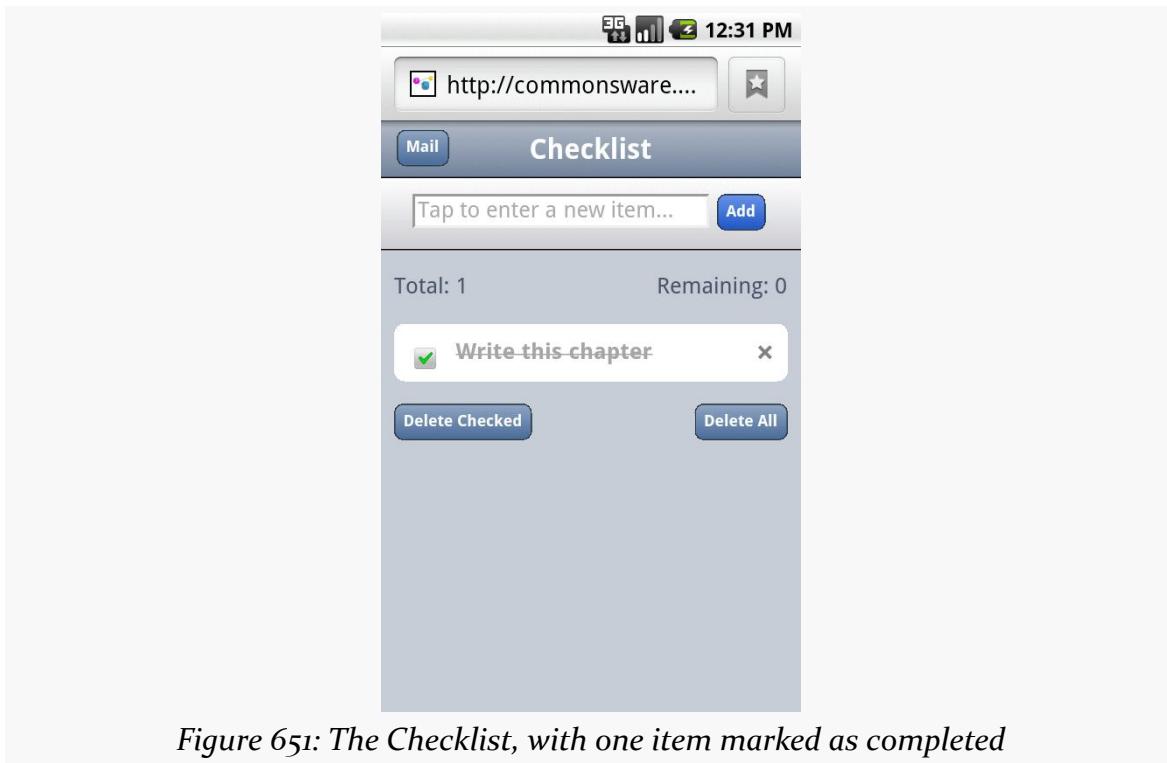 3G 12:31 PM
http://commonsware....
Mail Checklist
Tap to enter a new item... Add
Total: 1 Remaining: 0
Write this chapter ×
Delete Checked Delete All
Figure 651: The Checklist, with one item marked as completed